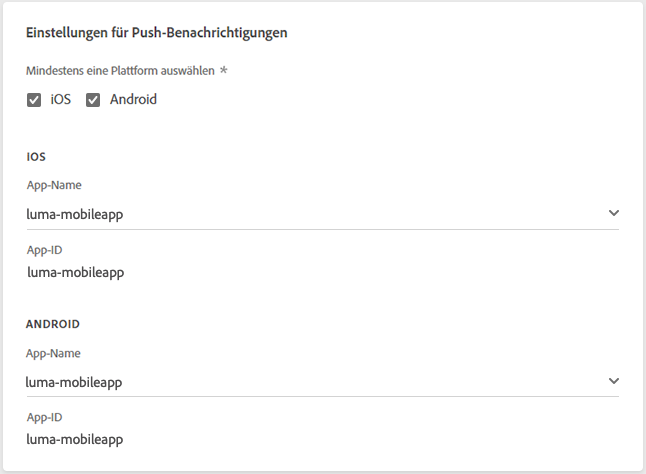 Einstellungen für Push-Benachrichtigungen
Mindestens eine Plattform auswählen *
iOS Android
IOS
App-Name
luma-mobileapp
App-ID
luma-mobileapp
ANDROID
App-Name
luma-mobileapp
App-ID
luma-mobileapp